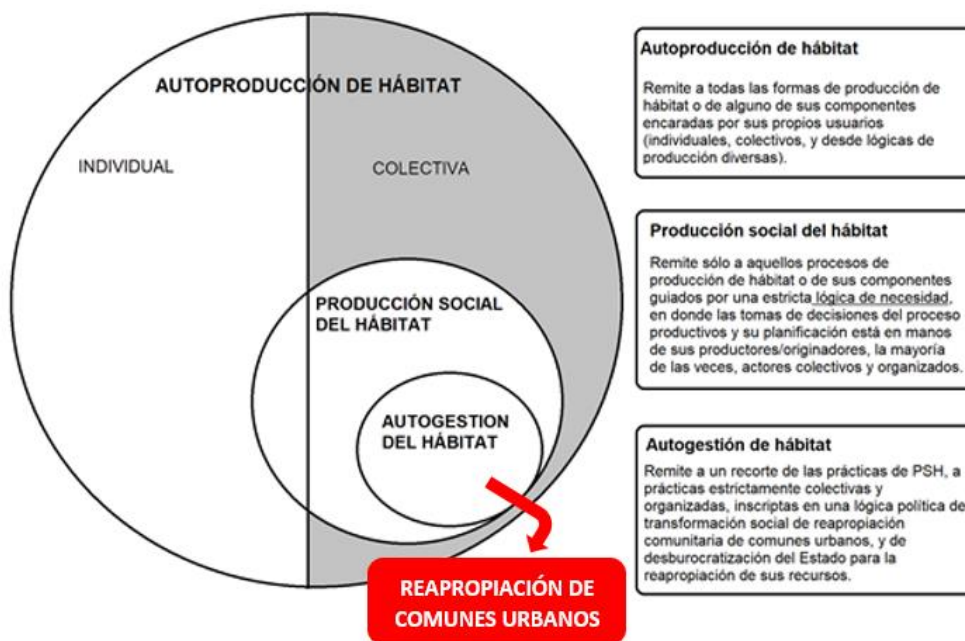 AUTOPRODUCCIÓN DE HÁBITAT
INDIVIDUAL
COLECTIVA
PRODUCCIÓN SOCIAL
DEL HÁBITAT
AUTOGESTION
DEL HÁBITAT
REAPROPIACIÓN DE
COMUNES URBANOS
Autoproducción de hábitat
Remite a todas las formas de producción de
hábitat o de alguno de sus componentes
encaradas por sus propios usuarios
(individuales, colectivos, y desde lógicas de
producción diversas).
Producción social del hábitat
Remite sólo a aquellos procesos de
producción de hábitat o de sus componentes
guiados por una estricta lógica de necesidad,
en donde las tomas de decisiones del proceso
productivos y su planificación está en manos
de sus productores/originadores, la mayoría
de las veces, actores colectivos y organizados.
Autogestión de hábitat
Remite a un recorte de las prácticas de PSH, a
prácticas estrictamente colectivas y
organizadas, inscriptas en una lógica política de
transformación social de reapropiación
comunitaria de comunes urbanos, y de
desburocratización del Estado para la
reapropiación de sus recursos.